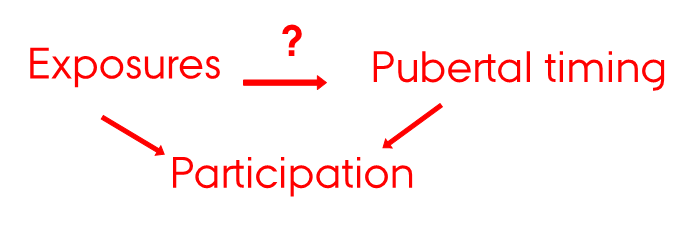 ?
Exposures Pubertal timing
Participation